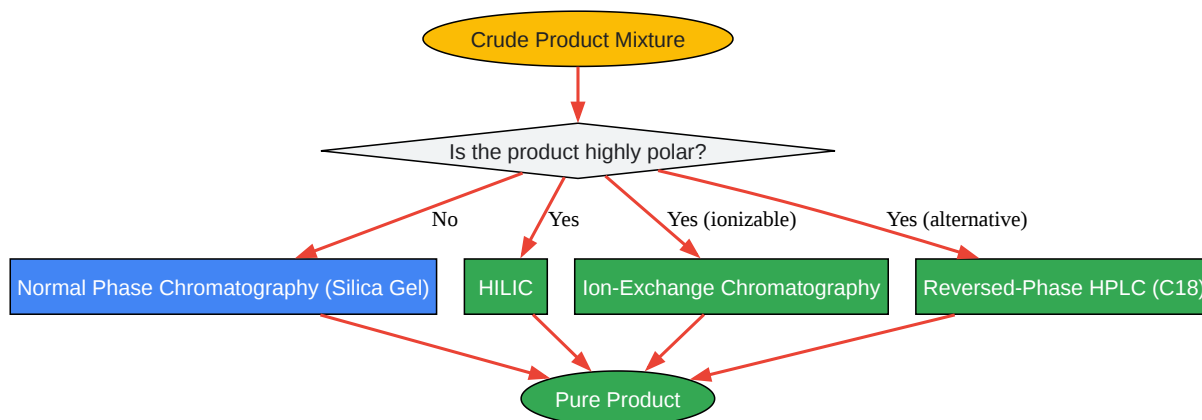 Crude Product Mixture
Is the product highly polar?
No
Yes
Yes (ionizable)
Yes (alternative)
Normal Phase Chromatography (Silica Gel)
HILIC
Ion-Exchange Chromatography
Reversed-Phase HPLC (C18)
Pure Product